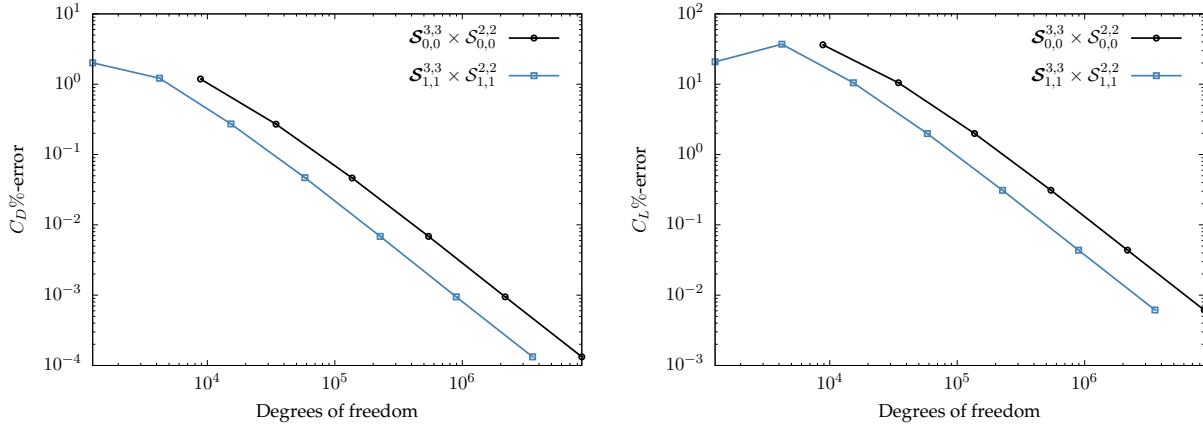 10^1
10^0
10^-1
10^-2
10^-3
10^-4
C_D%-error
10^4
10^5
10^6
Degrees of freedom
𝓢^{3,3}_{0,0} × 𝒮^{2,2}_{0,0}
𝓢^{3,3}_{1,1} × 𝒮^{2,2}_{1,1}
10^2
10^1
10^0
10^-1
10^-2
10^-3
C_L%-error
10^4
10^5
10^6
Degrees of freedom
𝓢^{3,3}_{0,0} × 𝒮^{2,2}_{0,0}
𝓢^{3,3}_{1,1} × 𝒮^{2,2}_{1,1}